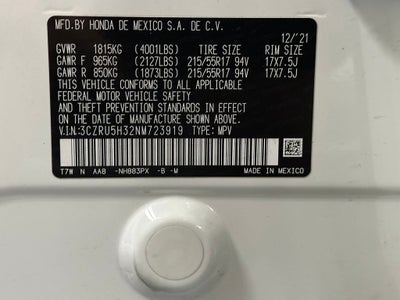 MFD.BY HONDA DE MEXICO S.A. DE C.V.
12/'21
GVWR 1815KG (4001LBS) TIRE SIZE RIM SIZE
GAWR F 965KG (2127LBS) 215/55R17 94V 17X7.5J
GAWR R 850KG (1873LBS) 215/55R17 94V 17X7.5J
THIS VEHICLE CONFORMS TO ALL APPLICABLE
FEDERAL MOTOR VEHICLE SAFETY AND
THEFT PREVENTION STANDARDS IN EFFECT ON
THE DATE OF MANUFACTURE SHOWN ABOVE.
V.I.N:3CZRU5H32NM723919 TYPE: MPV
T7W N AA8 -NH883PX -B -M MADE IN MEXICO